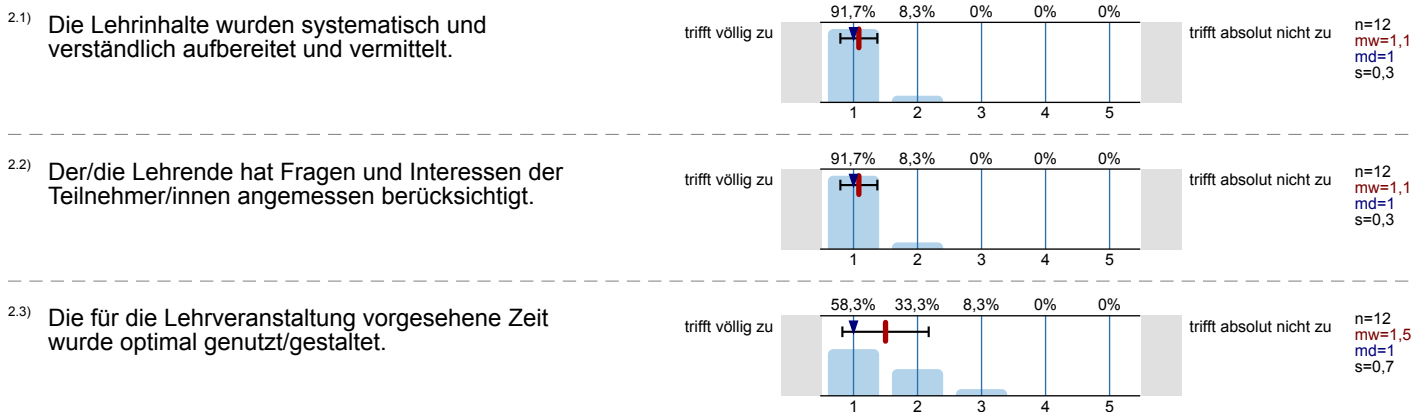 2.1) Die Lehrinhalte wurden systematisch und
verständlich aufbereitet und vermittelt.
trifft völlig zu
91,7% 8,3% 0% 0% 0%
1 2 3 4 5
trifft absolut nicht zu
n=12
mw=1,1
md=1
s=0,3
2.2) Der/die Lehrende hat Fragen und Interessen der
Teilnehmer/innen angemessen berücksichtigt.
trifft völlig zu
91,7% 8,3% 0% 0% 0%
1 2 3 4 5
trifft absolut nicht zu
n=12
mw=1,1
md=1
s=0,3
2.3) Die für die Lehrveranstaltung vorgesehene Zeit
wurde optimal genutzt/gestaltet.
trifft völlig zu
58,3% 33,3% 8,3% 0% 0%
1 2 3 4 5
trifft absolut nicht zu
n=12
mw=1,5
md=1
s=0,7